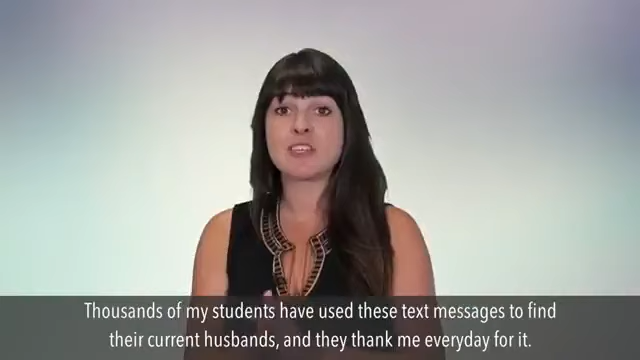 Thousands of my students have used these text messages to find
their current husbands, and they thank me everyday for it.